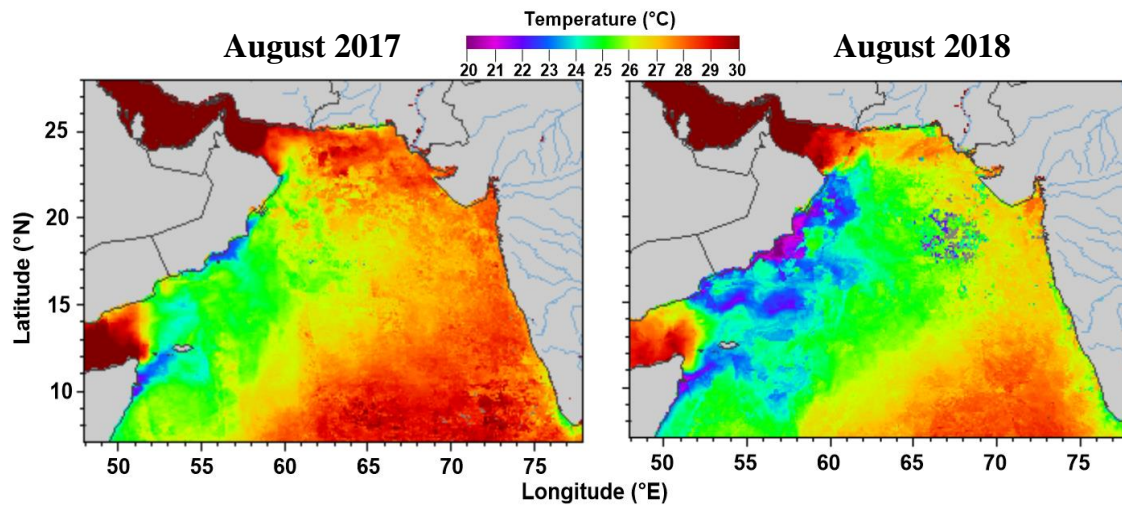 Temperature (°C)
August 2017
August 2018
20 21 22 23 24 25 26 27 28 29 30
Latitude (°N)
25
20
15
10
50 55 60 65 70 75
50 55 60 65 70 75
Longitude (°E)